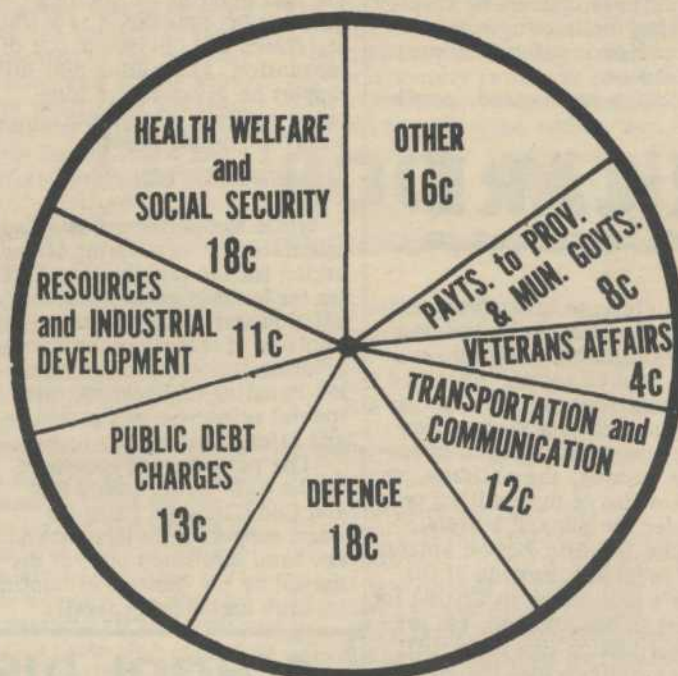 HEALTH WELFARE
and
SOCIAL SECURITY
18c
OTHER
16c
PAYTS. to PROV.
& MUN. GOVTS.
8c
VETERANS AFFAIRS
4c
TRANSPORTATION and
COMMUNICATION
12c
DEFENCE
18c
PUBLIC DEBT
CHARGES
13c
RESOURCES
and INDUSTRIAL
DEVELOPMENT
11c